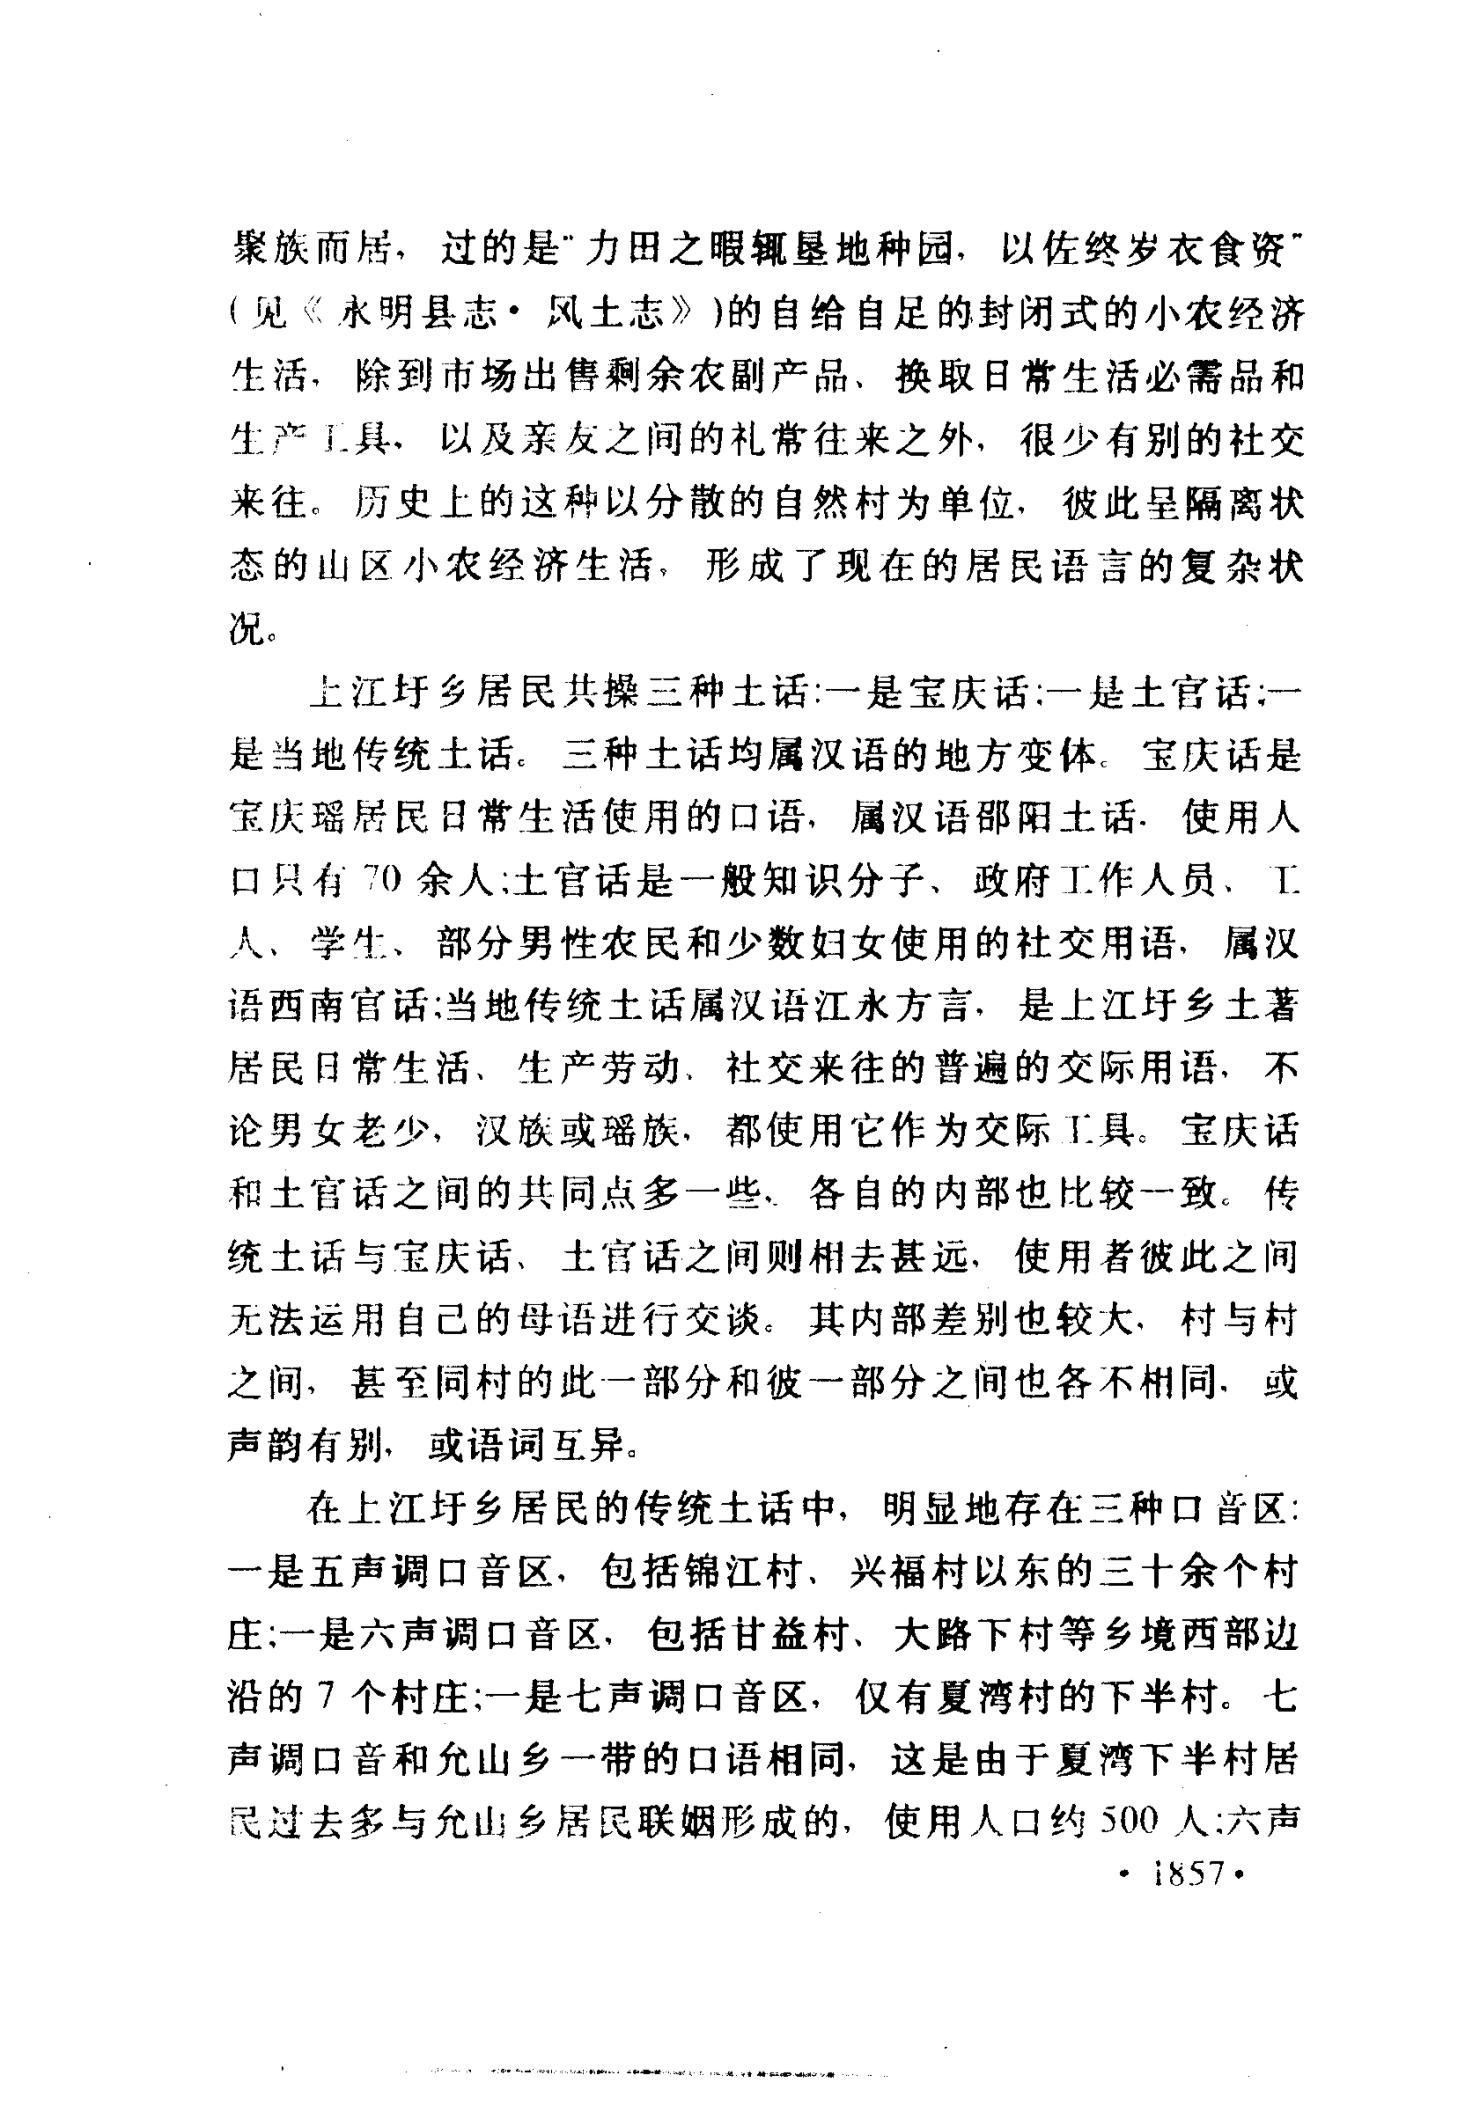 聚族而居，过的是“力田之暇辄垦地种园，以佐终岁衣食资”
(见《永明县志·风土志》)的自给自足的封闭式的小农经济
生活，除到市场出售剩余农副产品、换取日常生活必需品和
生产工具，以及亲友之间的礼常往来之外，很少有别的社交
来往。历史上的这种以分散的自然村为单位，彼此呈隔离状
态的山区小农经济生活，形成了现在的居民语言的复杂状
况。
上江圩乡居民共操三种土话:一是宝庆话;一是土官话;一
是当地传统土话。三种土话均属汉语的地方变体。宝庆话是
宝庆瑶居民日常生活使用的口语，属汉语邵阳土话．使用人
口只有70余人;土官话是一般知识分子、政府工作人员、工
人、学生、部分男性农民和少数妇女使用的社交用语，属汉
语西南官话;当地传统土话属汉语江永方言，是上江圩乡土著
居民日常生活、生产劳动、社交来往的普遍的交际用语，不
论男女老少，汉族或瑶族，都使用它作为交际工具。宝庆话
和土官话之间的共同点多一些、各自的内部也比较一致。传
统土话与宝庆话、土官话之间则相去甚远，使用者彼此之间
无法运用自己的母语进行交谈。其内部差别也较大，村与村
之间，甚至同村的此一部分和彼一部分之间也各不相同，或
声韵有别，或语词互异。
在上江圩乡居民的传统土话中，明显地存在三种口音区:
一是五声调口音区，包括锦江村、兴福村以东的三十余个村
庄;一是六声调口音区，包括甘益村、大路下村等乡境西部边
沿的7个村庄;一是七声调口音区，仅有夏湾村的下半村。七
声调口音和允山乡一带的口语相同，这是由于夏湾下半村居
民过去多与允山乡居民联姻形成的，使用人口约500人;六声
·1857·